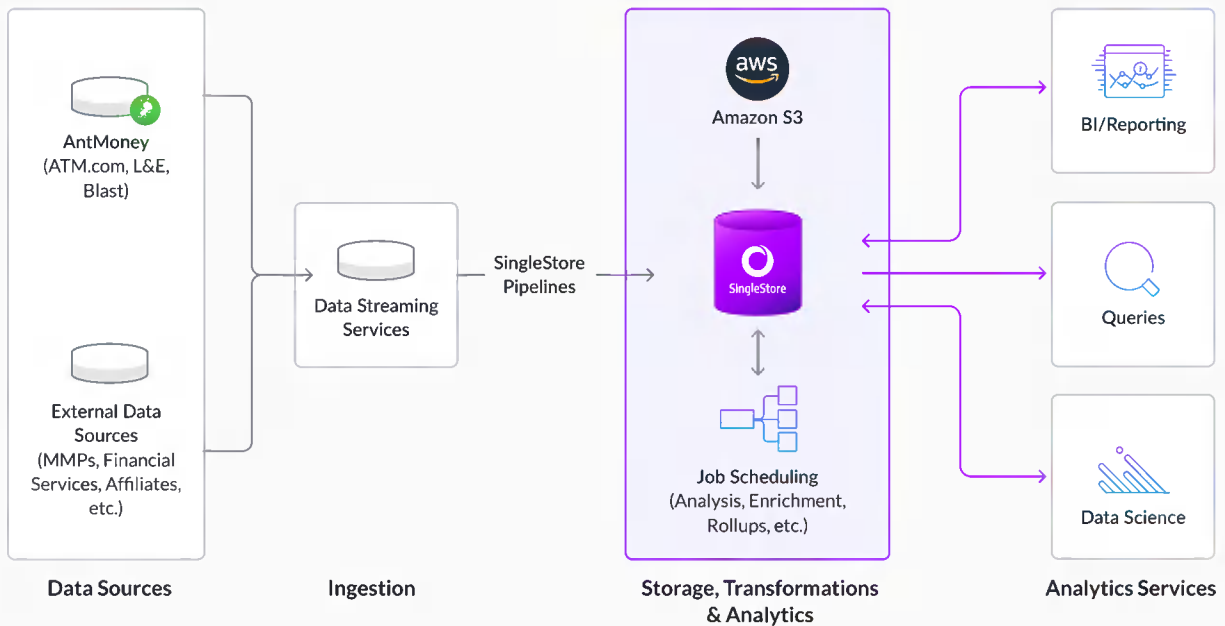 AntMoney
(ATM.com, L&E,
Blast)
External Data
Sources
(MMPs, Financial
Services, Affiliates,
etc.)
Data Sources
Data Streaming
Services
Ingestion
SingleStore
Pipelines
aws
Amazon S3
SingleStore
Job Scheduling
(Analysis, Enrichment,
Rollups, etc.)
Storage, Transformations
& Analytics
BI/Reporting
Queries
Data Science
Analytics Services